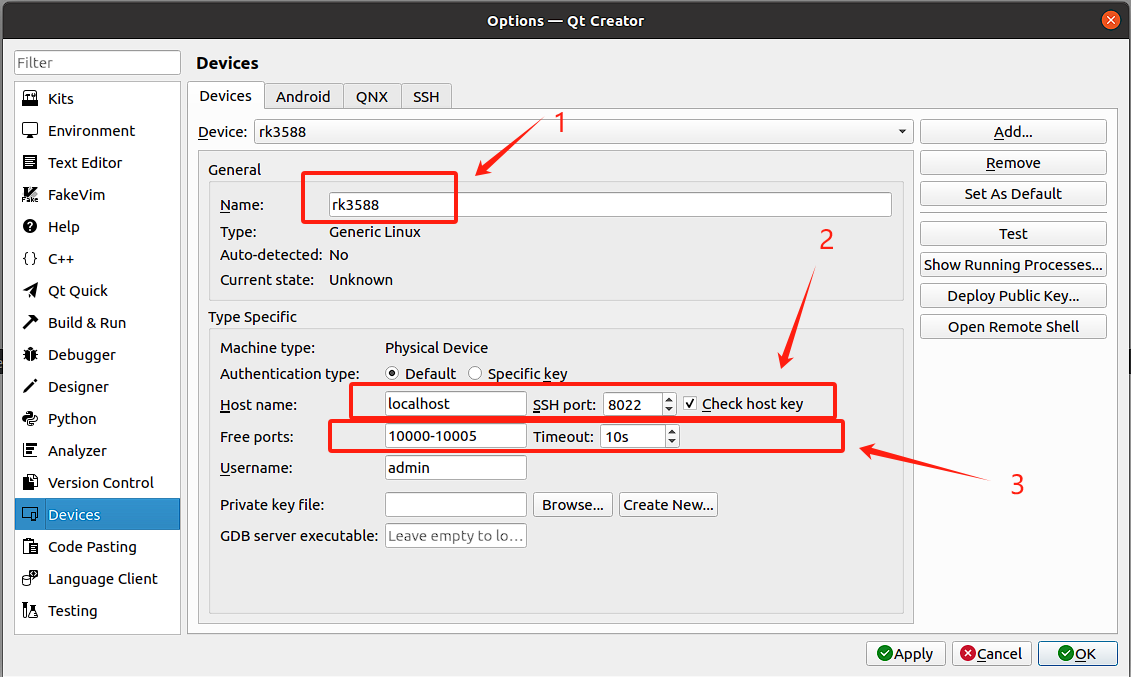 Options — Qt Creator
Filter
Kits
Environment
Text Editor
FakeVim
Help
C++
Qt Quick
Build & Run
Debugger
Designer
Python
Analyzer
Version Control
Devices
Code Pasting
Language Client
Testing
Devices
Devices Android QNX SSH
Device: rk3588
1
General
Name: rk3588
Type: Generic Linux
Auto-detected: No
Current state: Unknown
2
Type Specific
Machine type: Physical Device
Authentication type: Default Specific key
Host name: localhost SSH port: 8022 Check host key
Free ports: 10000-10005 Timeout: 10s
3
Username: admin
Private key file: Browse... Create New...
GDB server executable: Leave empty to lo...
Add...
Remove
Set As Default
Test
Show Running Processes...
Deploy Public Key...
Open Remote Shell
Apply Cancel OK